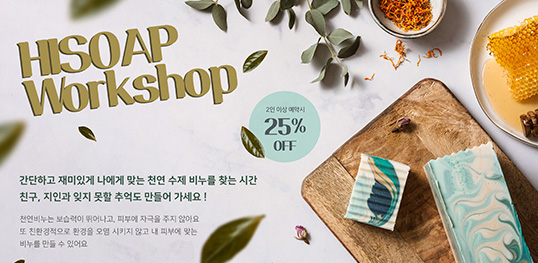 HISOAP
Workshop
2인 이상 예약시
25%
OFF
간단하고 재미있게 나에게 맞는 천연 수제 비누를 찾는 시간
친구, 지인과 잊지 못할 추억도 만들어 가세요 !
천연비누는 보습력이 뛰어나고, 피부에 자극을 주지 않아요
또 친환경적으로 환경을 오염 시키지 않고 내 피부에 맞는
비누를 만들 수 있어요